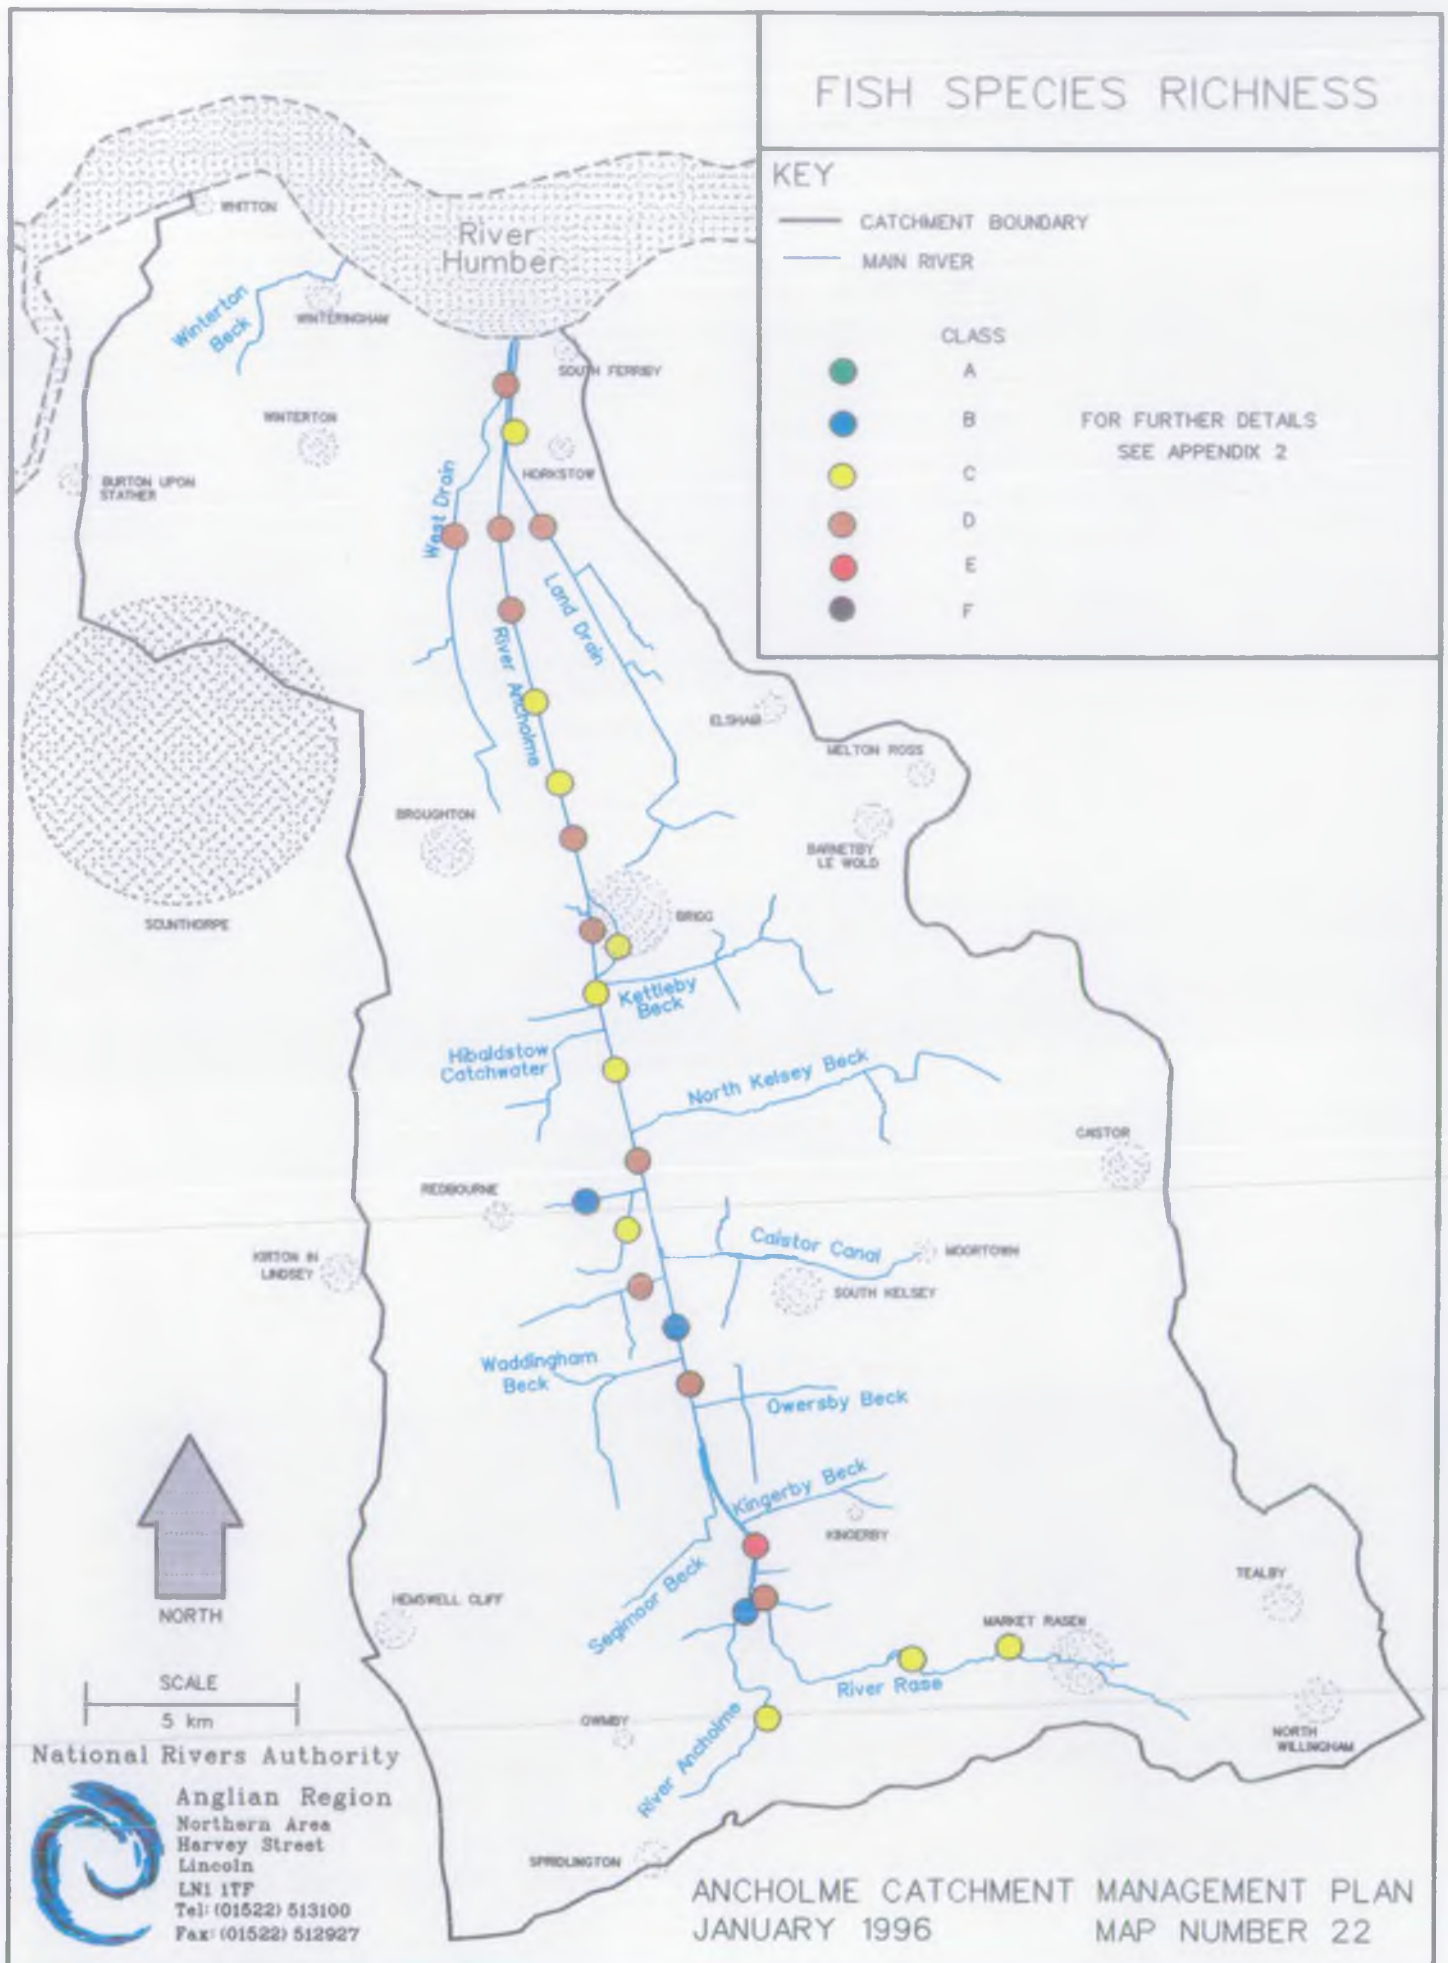 FISH SPECIES RICHNESS
KEY
CATCHMENT BOUNDARY
MAIN RIVER
CLASS
A
B
C
D
E
F
FOR FURTHER DETAILS
SEE APPENDIX 2
WHITTON
River
Humber
Winterton
Beck
WINTERINGHAM
SOUTH FERRIBY
WINTERTON
HORKSTOW
BURTON UPON
STATHER
West Drain
Land Drain
River Ancholme
ELSHAM
MELTON ROSS
BROUGHTON
BARNETBY
LE WOLD
SCUNTHORPE
BRIGG
Kettleby
Beck
Hibaldstow
Catchwater
North Kelsey Beck
CAISTOR
REDBOURNE
Caistor Canal
MOORTOWN
KIRTON IN
LINDSEY
SOUTH KELSEY
Waddingham
Beck
Owersby Beck
Kingerby Beck
KINGERBY
Seggimoor Beck
HEMSWELL CLIFF
TEALBY
MARKET RASEN
River Rase
NORTH
SCALE
5 km
OWMBY
River Ancholme
NORTH
WILLINGHAM
SPRIDLINGTON
National Rivers Authority
Anglian Region
Northern Area
Harvey Street
Lincoln
LN1 1TF
Tel: (01522) 513100
Fax: (01522) 512927
ANCHOLME CATCHMENT MANAGEMENT PLAN
JANUARY 1996 MAP NUMBER 22